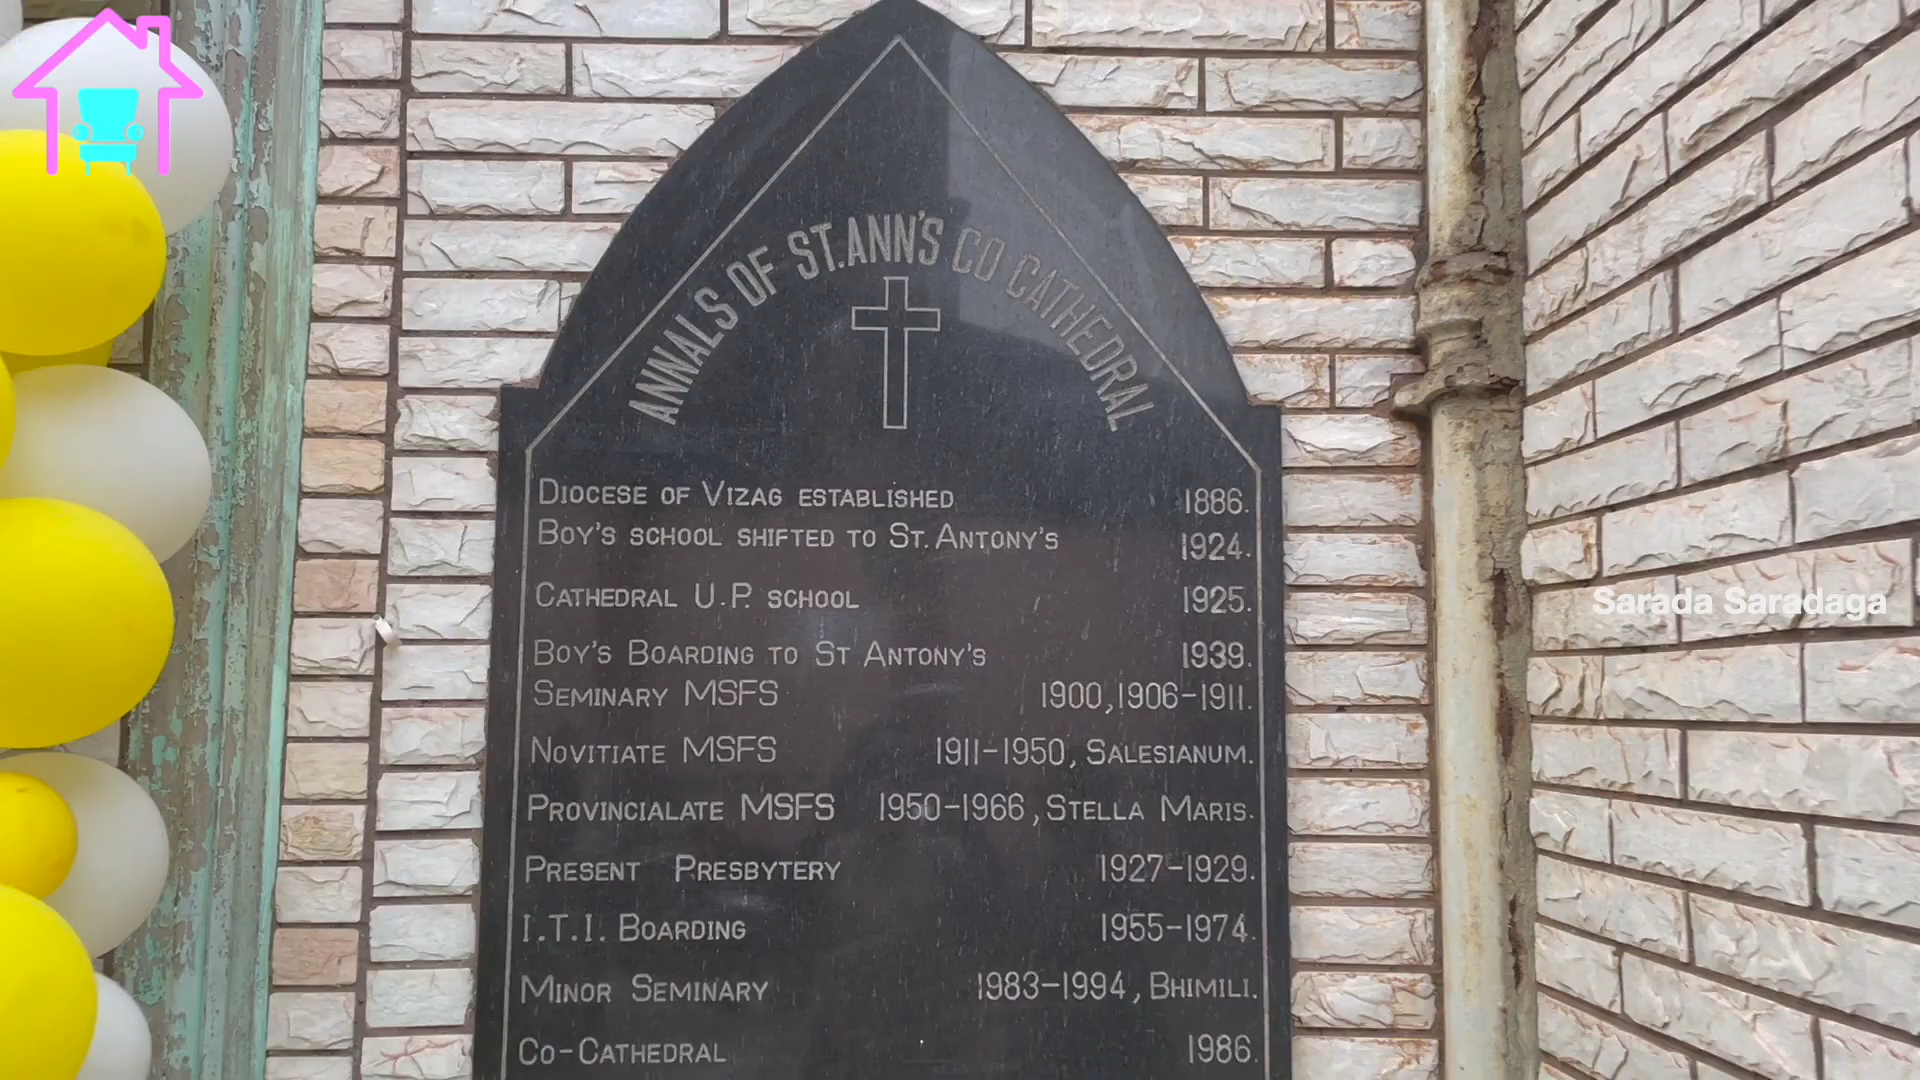 ANNALS OF ST.ANN'S CO CATHEDRAL
DIOCESE OF VIZAG ESTABLISHED 1886.
BOY'S SCHOOL SHIFTED TO ST. ANTONY'S 1924.
CATHEDRAL U.P. SCHOOL 1925.
BOY'S BOARDING TO ST ANTONY'S 1939.
SEMINARY MSFS 1900,1906-1911.
NOVITIATE MSFS 1911-1950, SALESIANUM.
PROVINCIALATE MSFS 1950-1966, STELLA MARIS.
PRESENT PRESBYTERY 1927-1929.
I.T.I. BOARDING 1955-1974.
MINOR SEMINARY 1983-1994, BHIMILI.
CO-CATHEDRAL 1986.
Sarada Saradaga